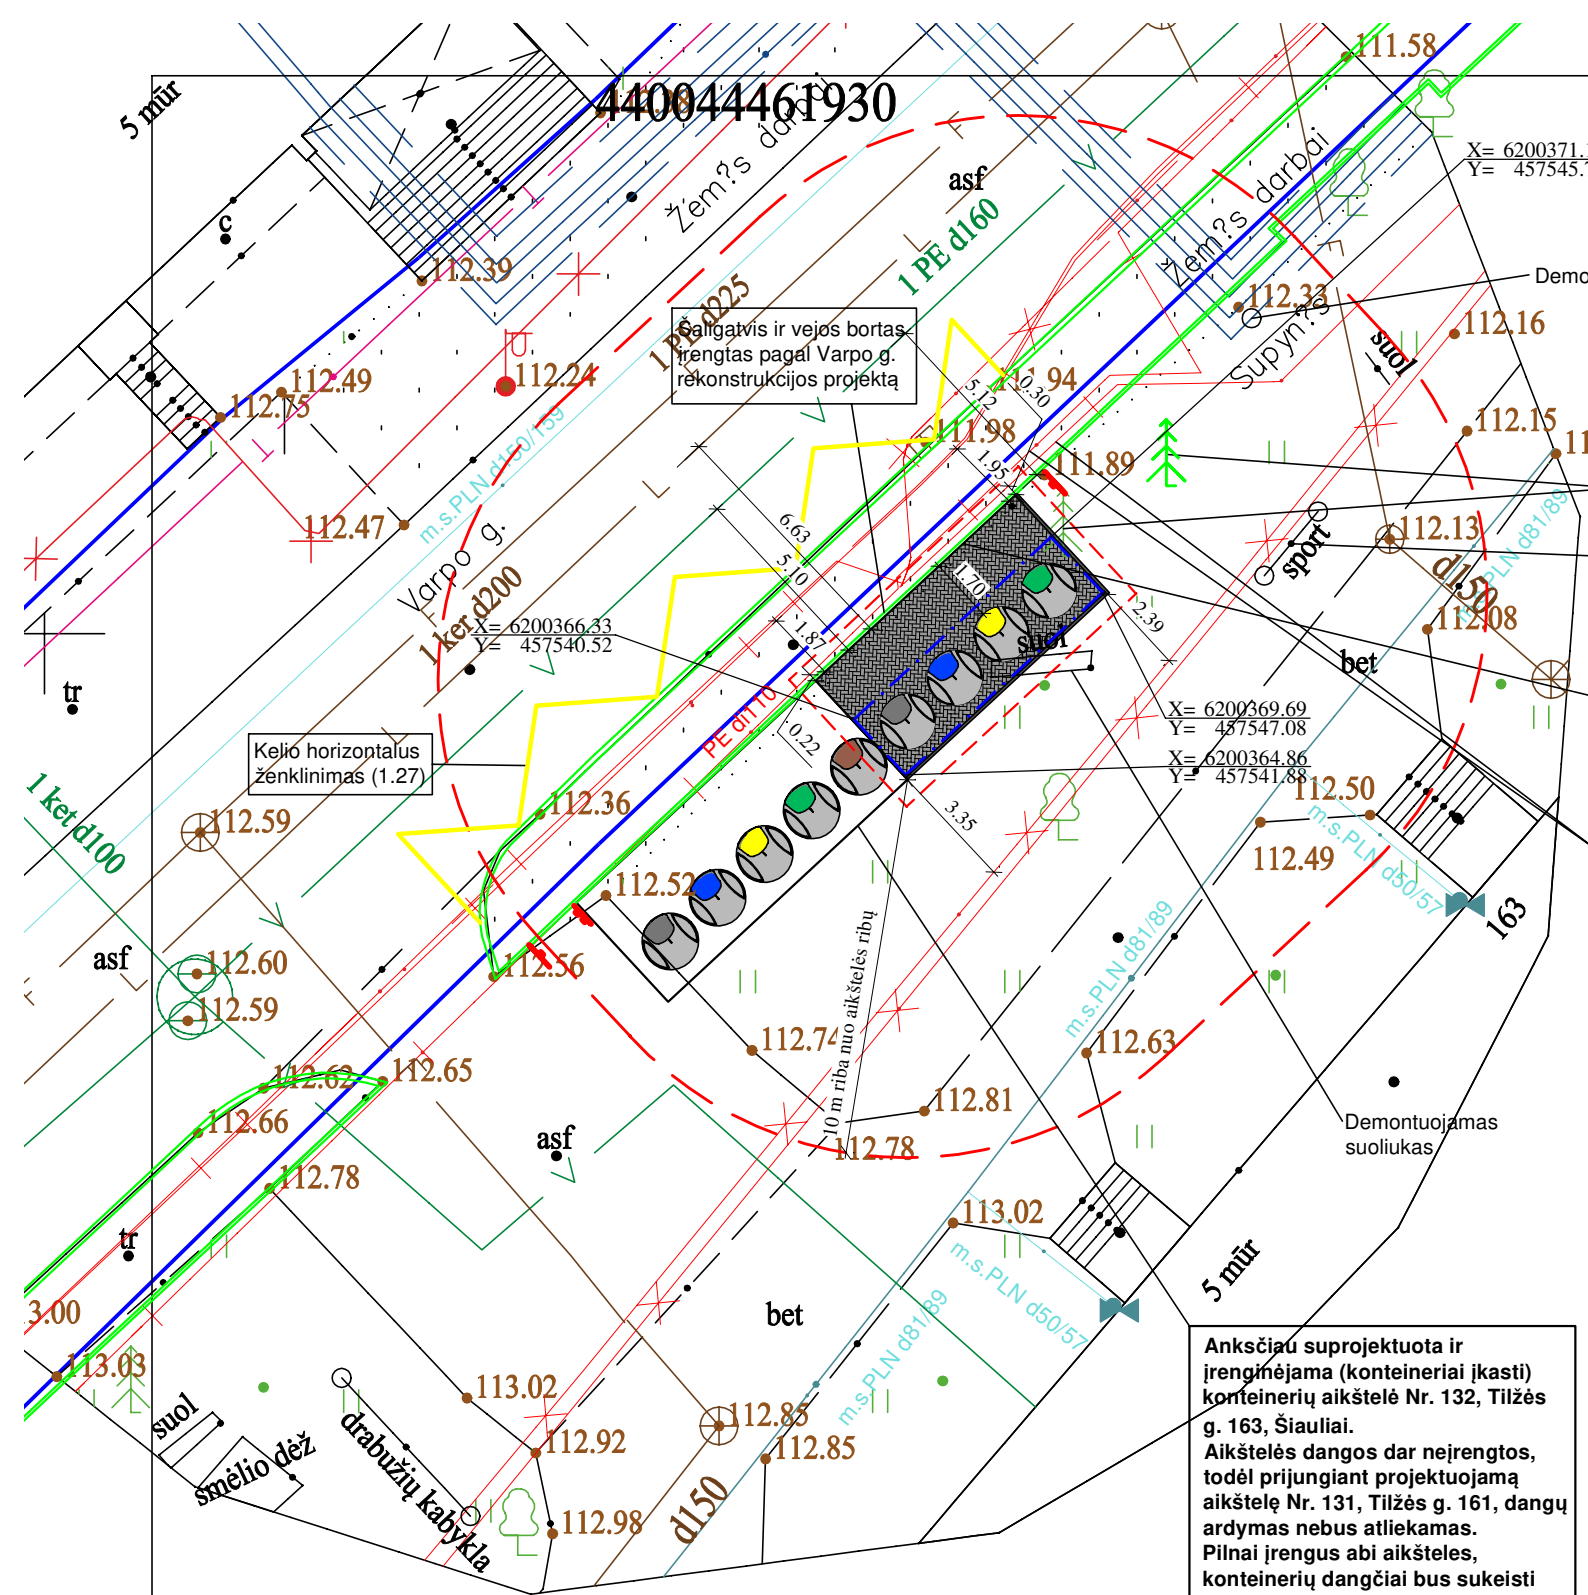 5 mūr
440044461930
111.58
X= 6200371.
Y= 457545.
asf
Žem?s darbai
Žem?s darbai
c
112.39
1 PE d160
1 PE d225
112.33
Demo
Supyn?s
suol
112.16
Šaligatvis ir vejos bortas
įrengtas pagal Varpo g.
rekonstrukcijos projektą
112.24
112.49
112.75
m.s.PLN d150/159
5.12
0.30
111.98
1.95
111.89
112.15
112.47
Varpo g.
6.63
5.10
1.87
1.70
2.39
sport
112.13
d150
m.s.PLN d81/89
112.08
1 ker d200
X= 6200366.33
Y= 457540.52
suol
bet
tr
PE d110
0.22
X= 6200369.69
Y= 457547.08
X= 6200364.86
Y= 457541.88
Kelio horizontalus
ženklinimas (1.27)
1 ket d100
112.59
112.36
3.35
112.50
112.49
m.s.PLN d50/57
163
112.52
asf
112.60
112.59
112.56
10 m riba nuo aikštelės ribų
m.s.PLN d81/89
112.74
112.63
112.62
112.65
112.66
112.81
112.78
asf
112.78
Demontuojamas
suoliukas
tr
113.02
m.s.PLN d50/57
5 mūr
3.00
bet
m.s.PLN d81/89
113.03
suol
smėlio dėž
drabužių kabykla
113.02
112.92
112.85
112.85
d150
112.98
Anksčiau suprojektuota ir
įrenginėjama (konteineriai įkasti)
konteinerių aikštelė Nr. 132, Tilžės
g. 163, Šiauliai.
Aikštelės dangos dar neįrengtos,
todėl prijungiant projektuojamą
aikštelę Nr. 131, Tilžės g. 161, dangų
ardymas nebus atliekamas.
Pilnai įrengus abi aikšteles,
konteinerių dangčiai bus sukeisti